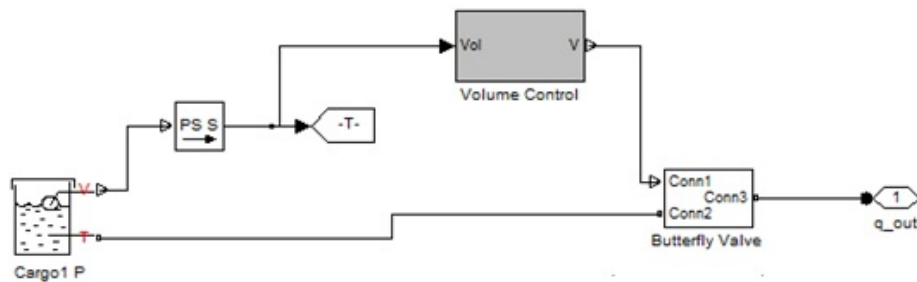 Vol
V
Volume Control
PS S
-T-
V
T
Cargo1 P
Conn1
Conn3
Conn2
Butterfly Valve
1
q_out